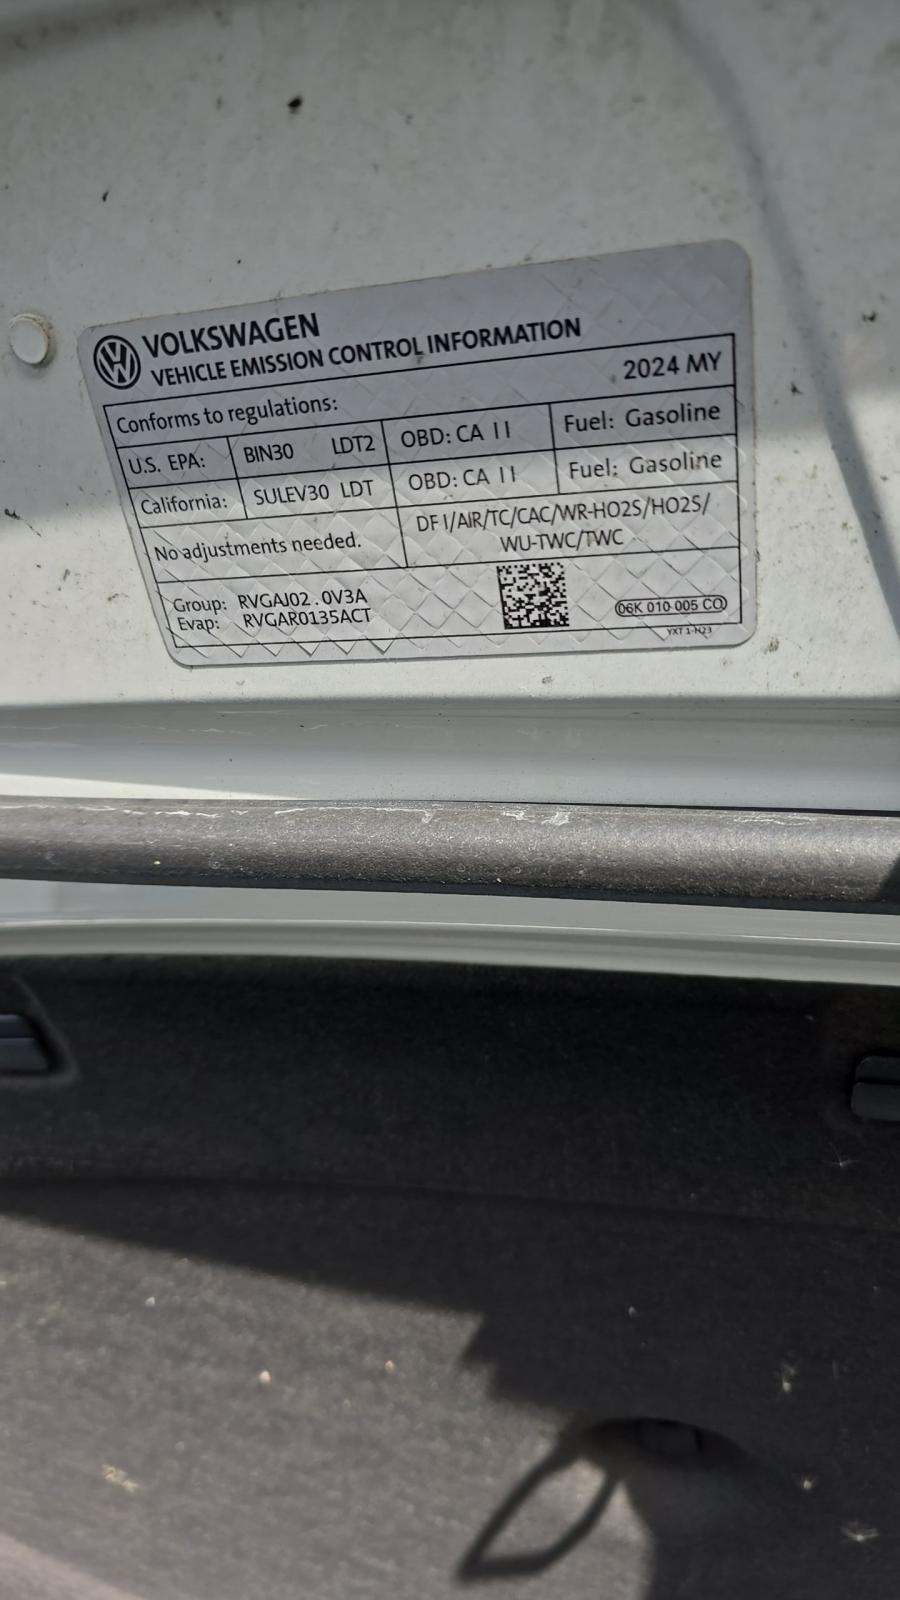 VOLKSWAGEN
VEHICLE EMISSION CONTROL INFORMATION
2024 MY
Conforms to regulations:
U.S. EPA: BIN30 LDT2 OBD: CA II Fuel: Gasoline
California: SULEV30 LDT OBD: CA II Fuel: Gasoline
No adjustments needed.
DFI/AIR/TC/CAC/WR-HO2S/HO2S/
WU-TWC/TWC
Group: RVGAJ02.0V3A
Evap: RVGAR0135ACT
06K 010 005 CO